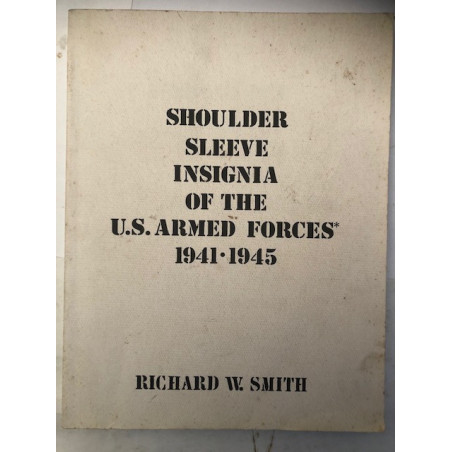 SHOULDER
SLEEVE
INSIGNIA
OF THE
U.S. ARMED FORCES*
1941·1945
RICHARD W. SMITH